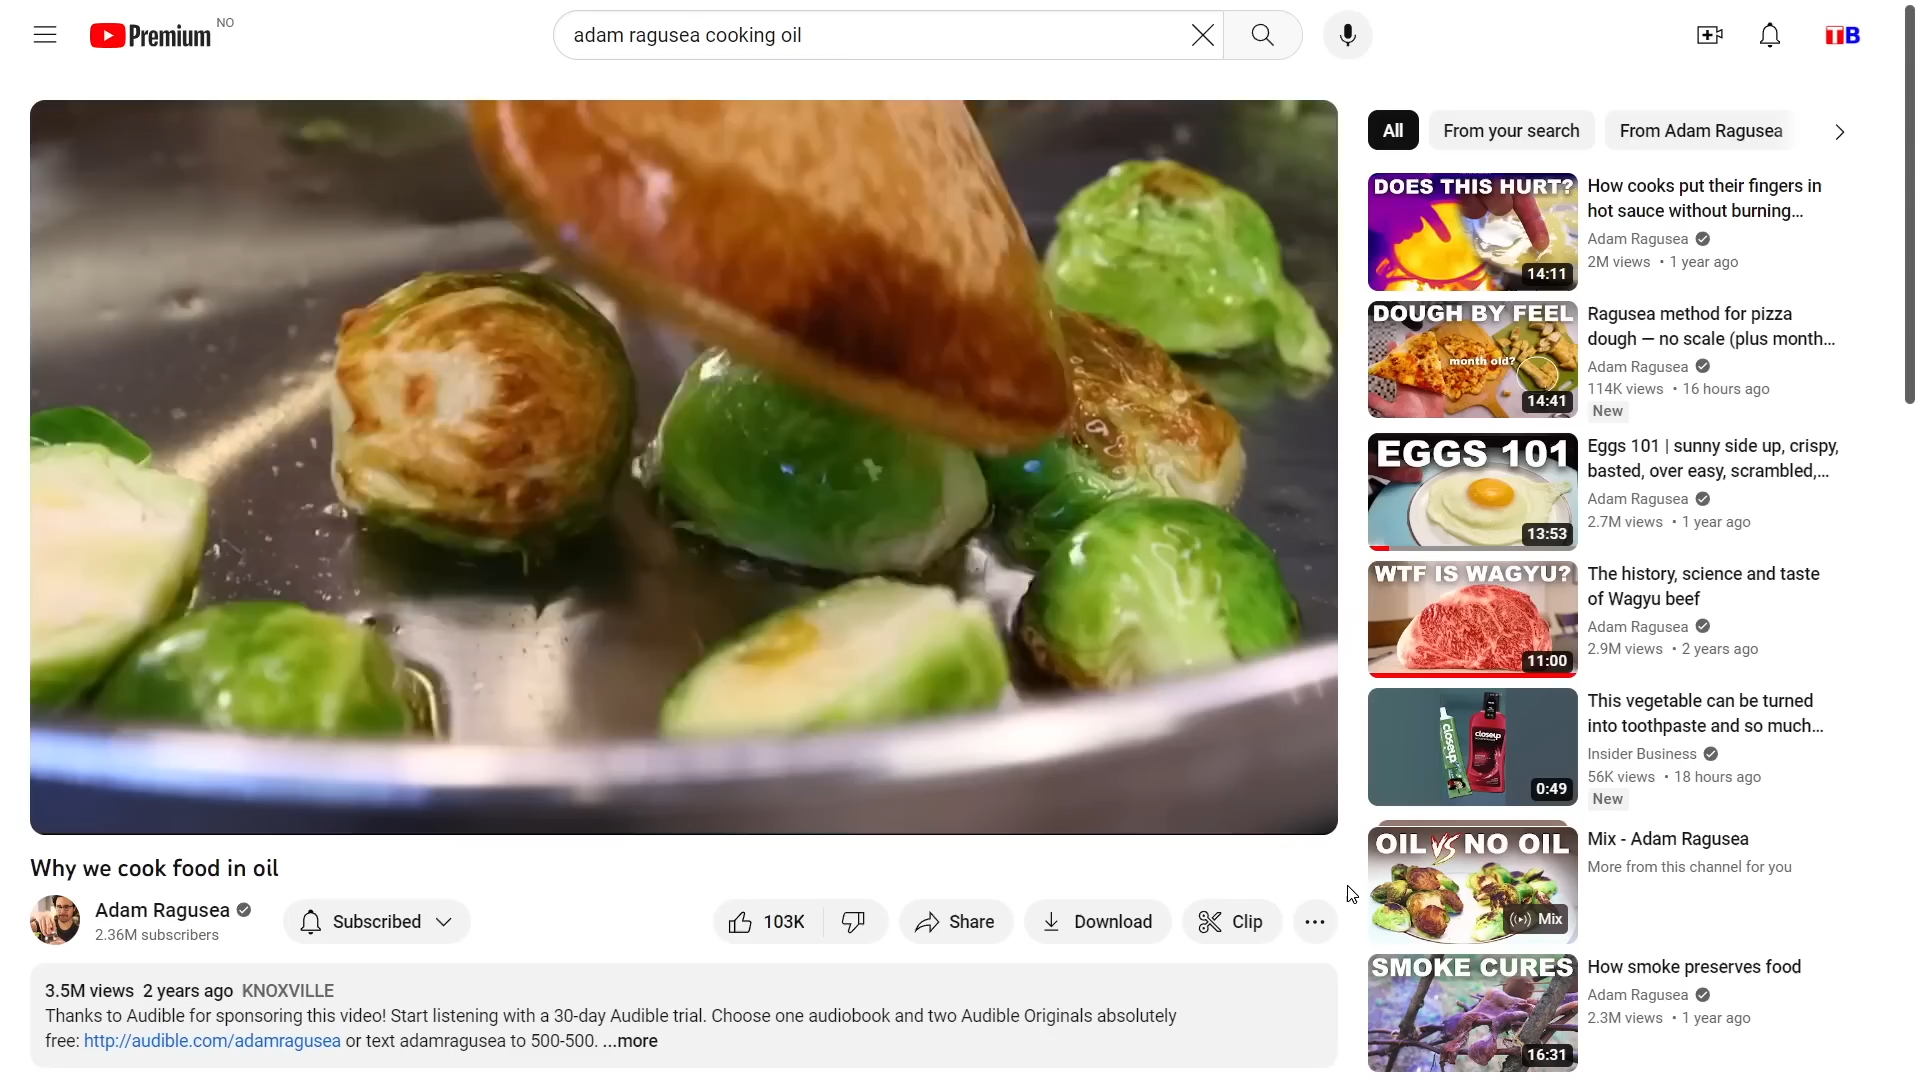 Premium NO
adam ragusea cooking oil
TB
All
From your search
From Adam Ragusea
DOES THIS HURT?
14:11
How cooks put their fingers in
hot sauce without burning...
Adam Ragusea
2M views • 1 year ago
DOUGH BY FEEL
month old?
14:41
Ragusea method for pizza
dough — no scale (plus month...
Adam Ragusea
114K views • 16 hours ago
New
EGGS 101
13:53
Eggs 101 | sunny side up, crispy,
basted, over easy, scrambled,...
Adam Ragusea
2.7M views • 1 year ago
WTF IS WAGYU?
11:00
The history, science and taste
of Wagyu beef
Adam Ragusea
2.9M views • 2 years ago
closeup
closeup
0:49
This vegetable can be turned
into toothpaste and so much...
Insider Business
56K views • 18 hours ago
New
OIL VS NO OIL
Mix
Mix - Adam Ragusea
More from this channel for you
SMOKE CURES
16:31
How smoke preserves food
Adam Ragusea
2.3M views • 1 year ago
Why we cook food in oil
Adam Ragusea
2.36M subscribers
Subscribed
103K
Share
Download
Clip
3.5M views 2 years ago KNOXVILLE
Thanks to Audible for sponsoring this video! Start listening with a 30-day Audible trial. Choose one audiobook and two Audible Originals absolutely
free: http://audible.com/adamragusea or text adamragusea to 500-500. ...more